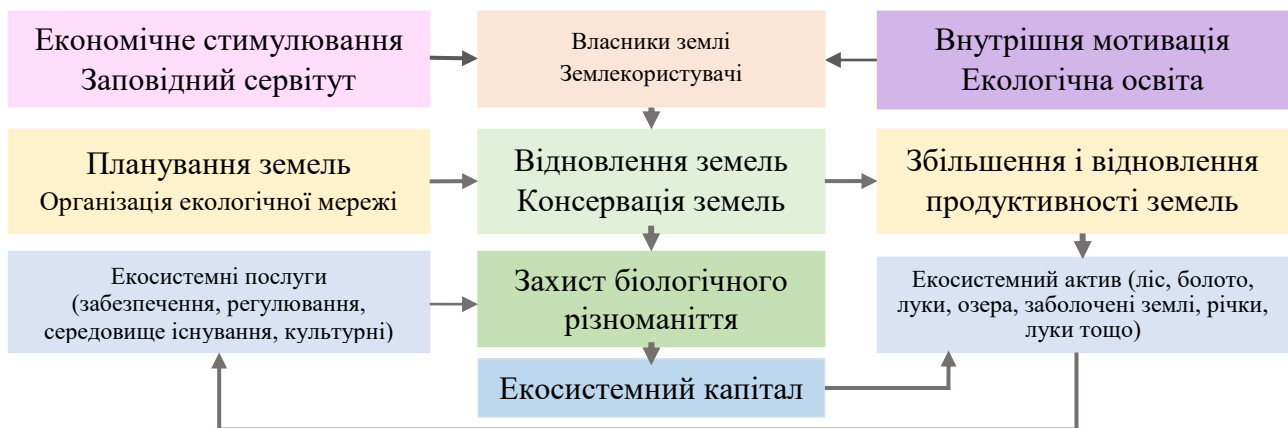 Економічне стимулювання
Заповідний сервітут
Власники землі
Землекористувачі
Внутрішня мотивація
Екологічна освіта
Планування земель
Організація екологічної мережі
Відновлення земель
Консервація земель
Збільшення і відновлення
продуктивності земель
Екосистемні послуги
(забезпечення, регулювання,
середовище існування, культурні)
Захист біологічного
різноманіття
Екосистемний актив (ліс, болото,
луки, озера, заболочені землі, річки,
луки тощо)
Екосистемний капітал